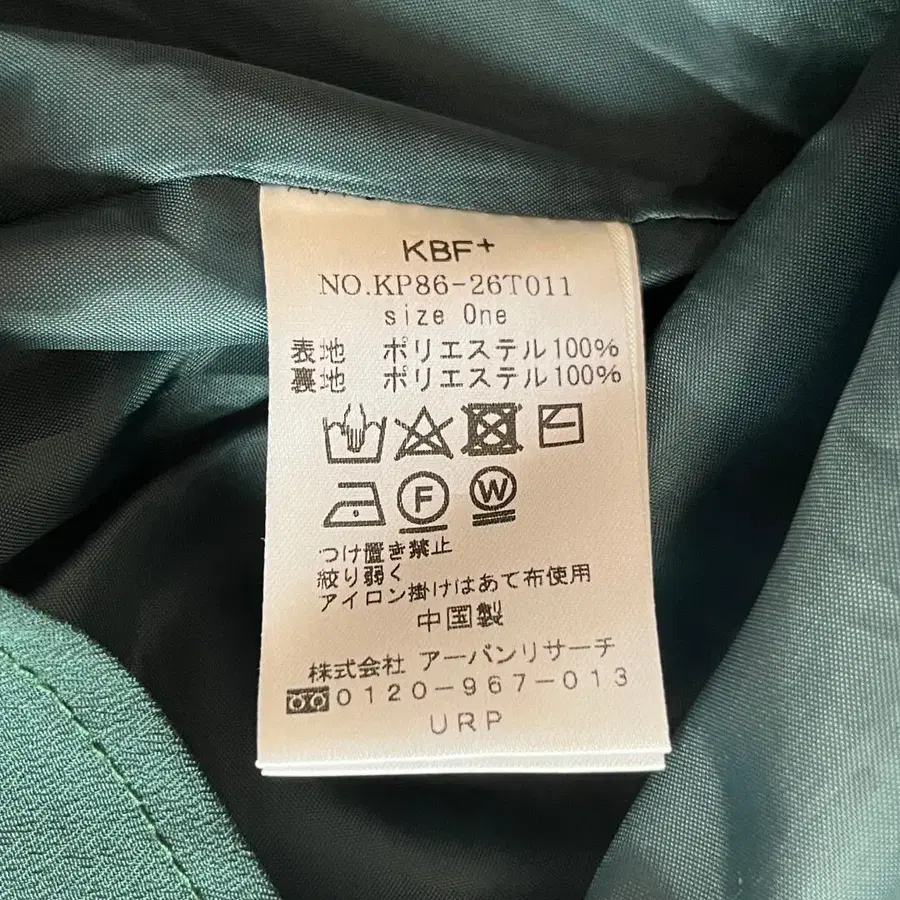 KBF+
NO.KP86-26T011
size One
表地 ポリエステル100%
裏地 ポリエステル100%
F W
つけ置き禁止
絞り弱く
アイロン掛けはあて布使用
中国製
株式会社 アーバンリサーチ
0120-967-013
URP